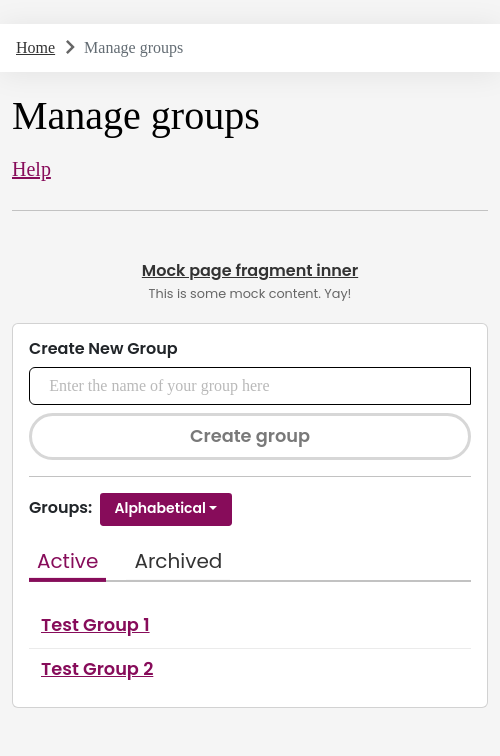 Home Manage groups
Manage groups
Help
Mock page fragment inner
This is some mock content. Yay!
Create New Group
Enter the name of your group here
Create group
Groups: Alphabetical
Active Archived
Test Group 1
Test Group 2